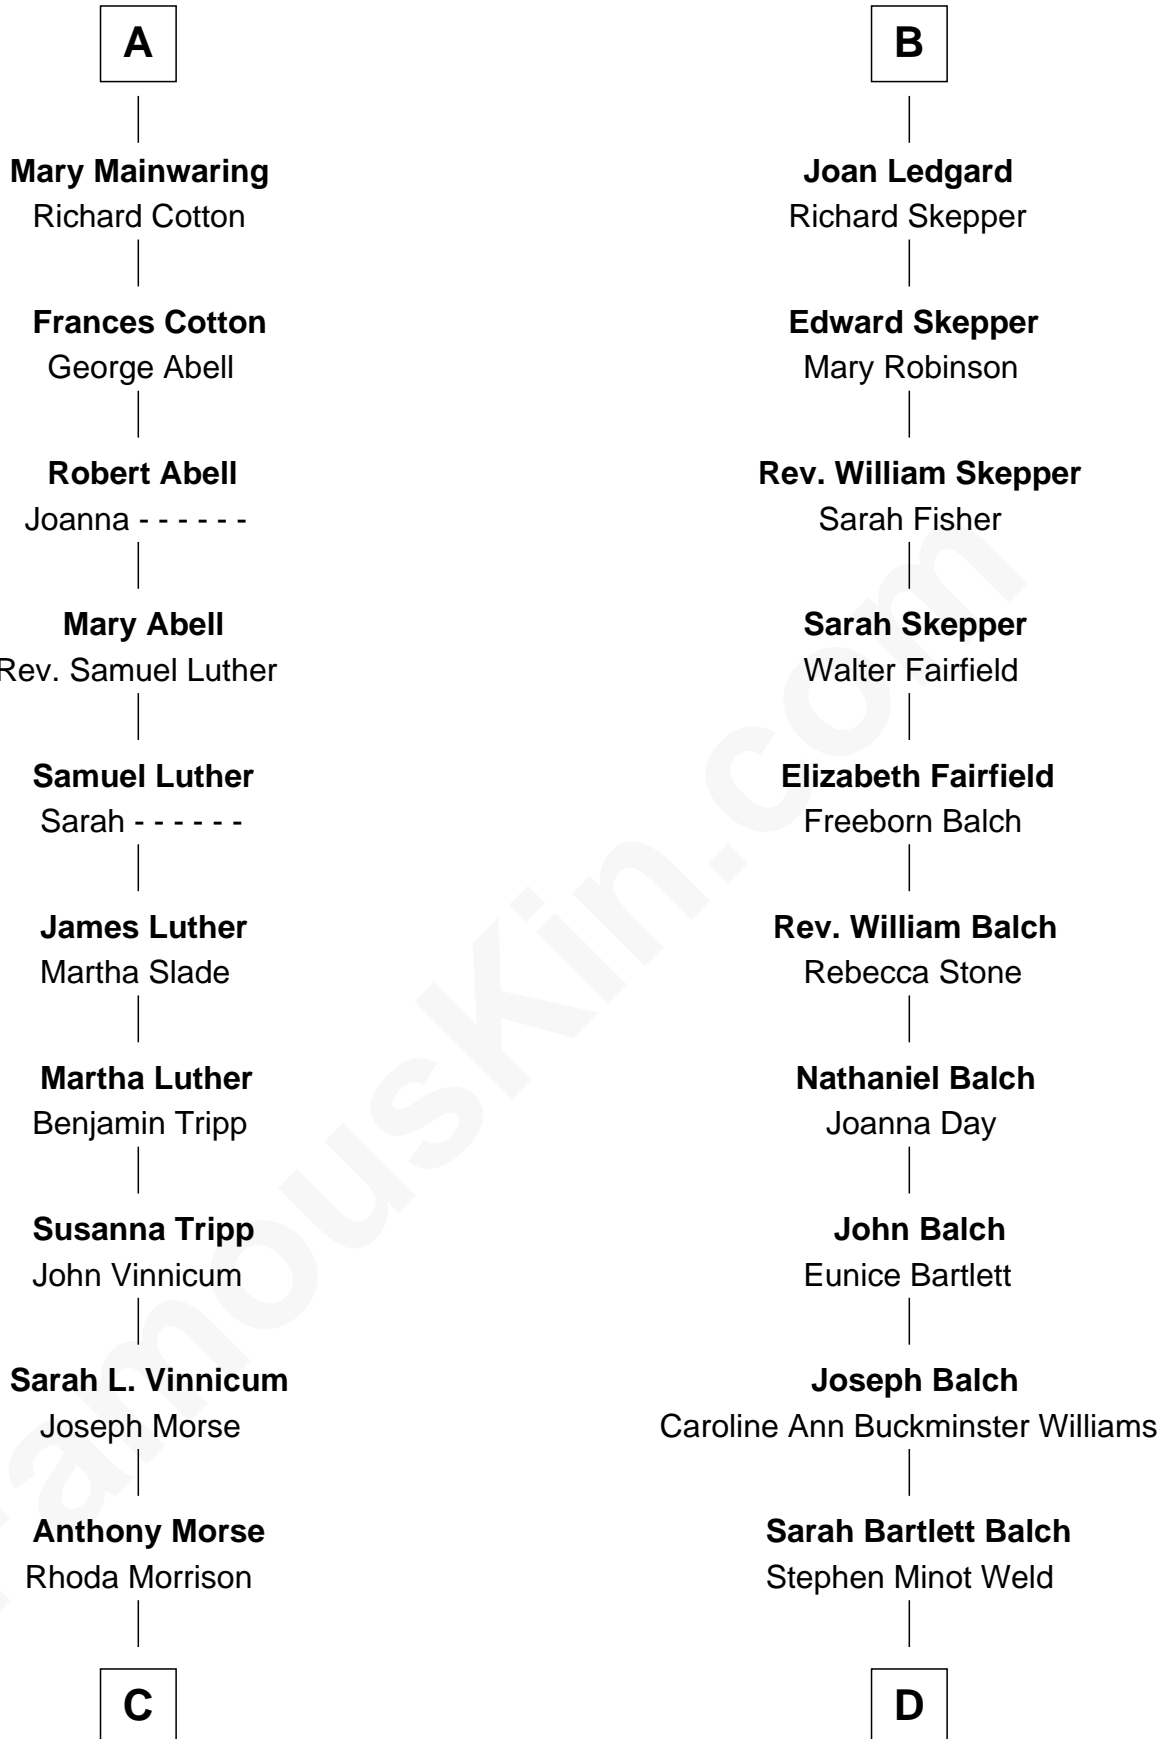 A
Mary Mainwaring
Richard Cotton
Frances Cotton
George Abell
Robert Abell
Joanna - - - - - -
Mary Abell
Rev. Samuel Luther
Samuel Luther
Sarah - - - - - -
James Luther
Martha Slade
Martha Luther
Benjamin Tripp
Susanna Tripp
John Vinnicum
Sarah L. Vinnicum
Joseph Morse
Anthony Morse
Rhoda Morrison
C
B
Joan Ledgard
Richard Skepper
Edward Skepper
Mary Robinson
Rev. William Skepper
Sarah Fisher
Sarah Skepper
Walter Fairfield
Elizabeth Fairfield
Freeborn Balch
Rev. William Balch
Rebecca Stone
Nathaniel Balch
Joanna Day
John Balch
Eunice Bartlett
Joseph Balch
Caroline Ann Buckminster Williams
Sarah Bartlett Balch
Stephen Minot Weld
D
FamousKin.com